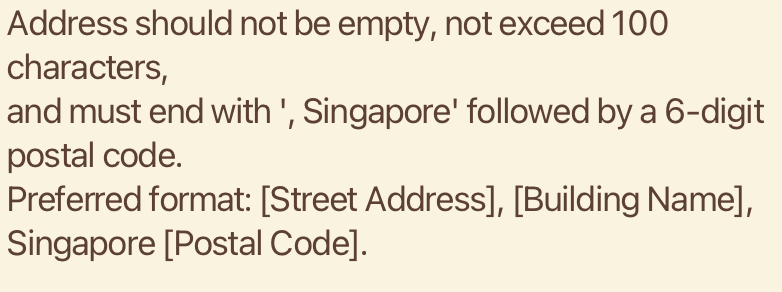 Address should not be empty, not exceed 100
characters,
and must end with ', Singapore' followed by a 6-digit
postal code.
Preferred format: [Street Address], [Building Name],
Singapore [Postal Code].